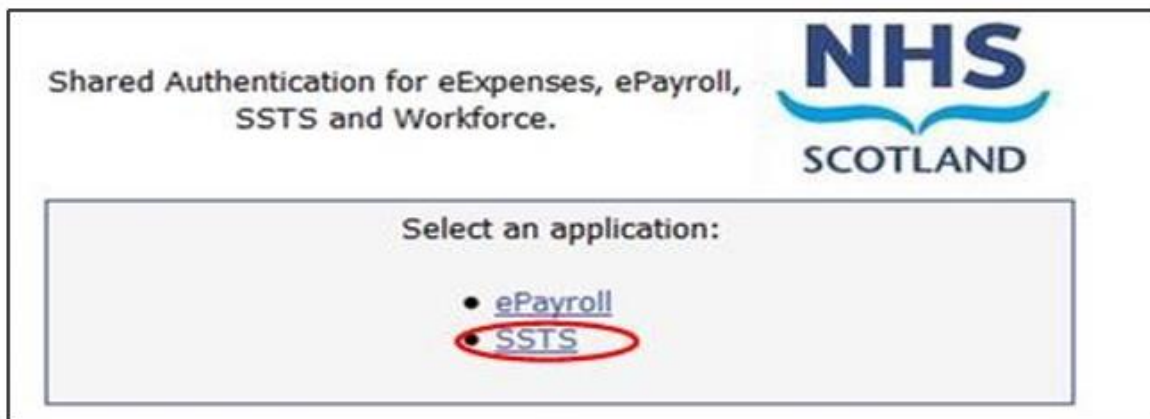 Shared Authentication for eExpenses, ePayroll,
SSTS and Workforce.
NHS
SCOTLAND
Select an application:
• ePayroll
• SSTS